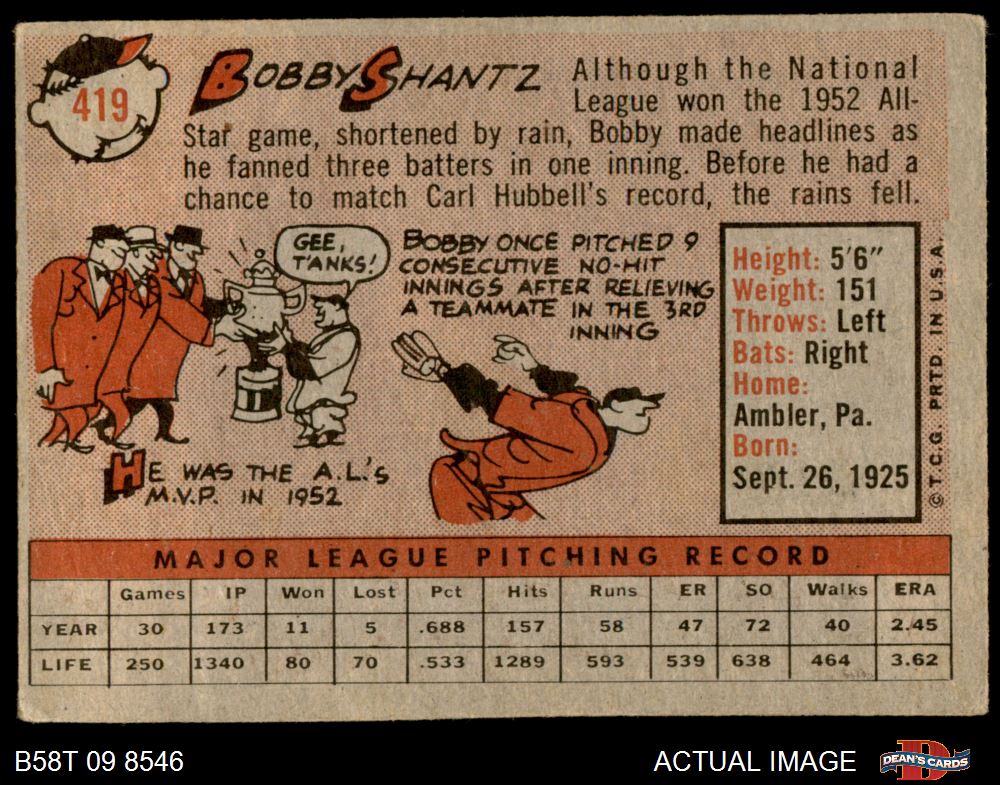 419
BOBBY SHANTZ
Although the National
League won the 1952 All-
Star game, shortened by rain, Bobby made headlines as
he fanned three batters in one inning. Before he had a
chance to match Carl Hubbell's record, the rains fell.
GEE,
T'ANKS!
HE WAS THE A.L.'s
M.V.P. IN 1952
BOBBY ONCE PITCHED 9
CONSECUTIVE NO-HIT
INNINGS AFTER RELIEVING
A TEAMMATE IN THE 3RD
INNING
Height: 5'6"
Weight: 151
Throws: Left
Bats: Right
Home:
Ambler, Pa.
Born:
Sept. 26, 1925
© T.C.G. PRTD. IN U.S.A.
MAJOR LEAGUE PITCHING RECORD
Games IP Won Lost Pct Hits Runs ER SO Walks ERA
YEAR 30 173 11 5 .688 157 58 47 72 40 2.45
LIFE 250 1340 80 70 .533 1289 593 539 638 464 3.62
B58T 09 8546
ACTUAL IMAGE
D
DEAN'S CARDS